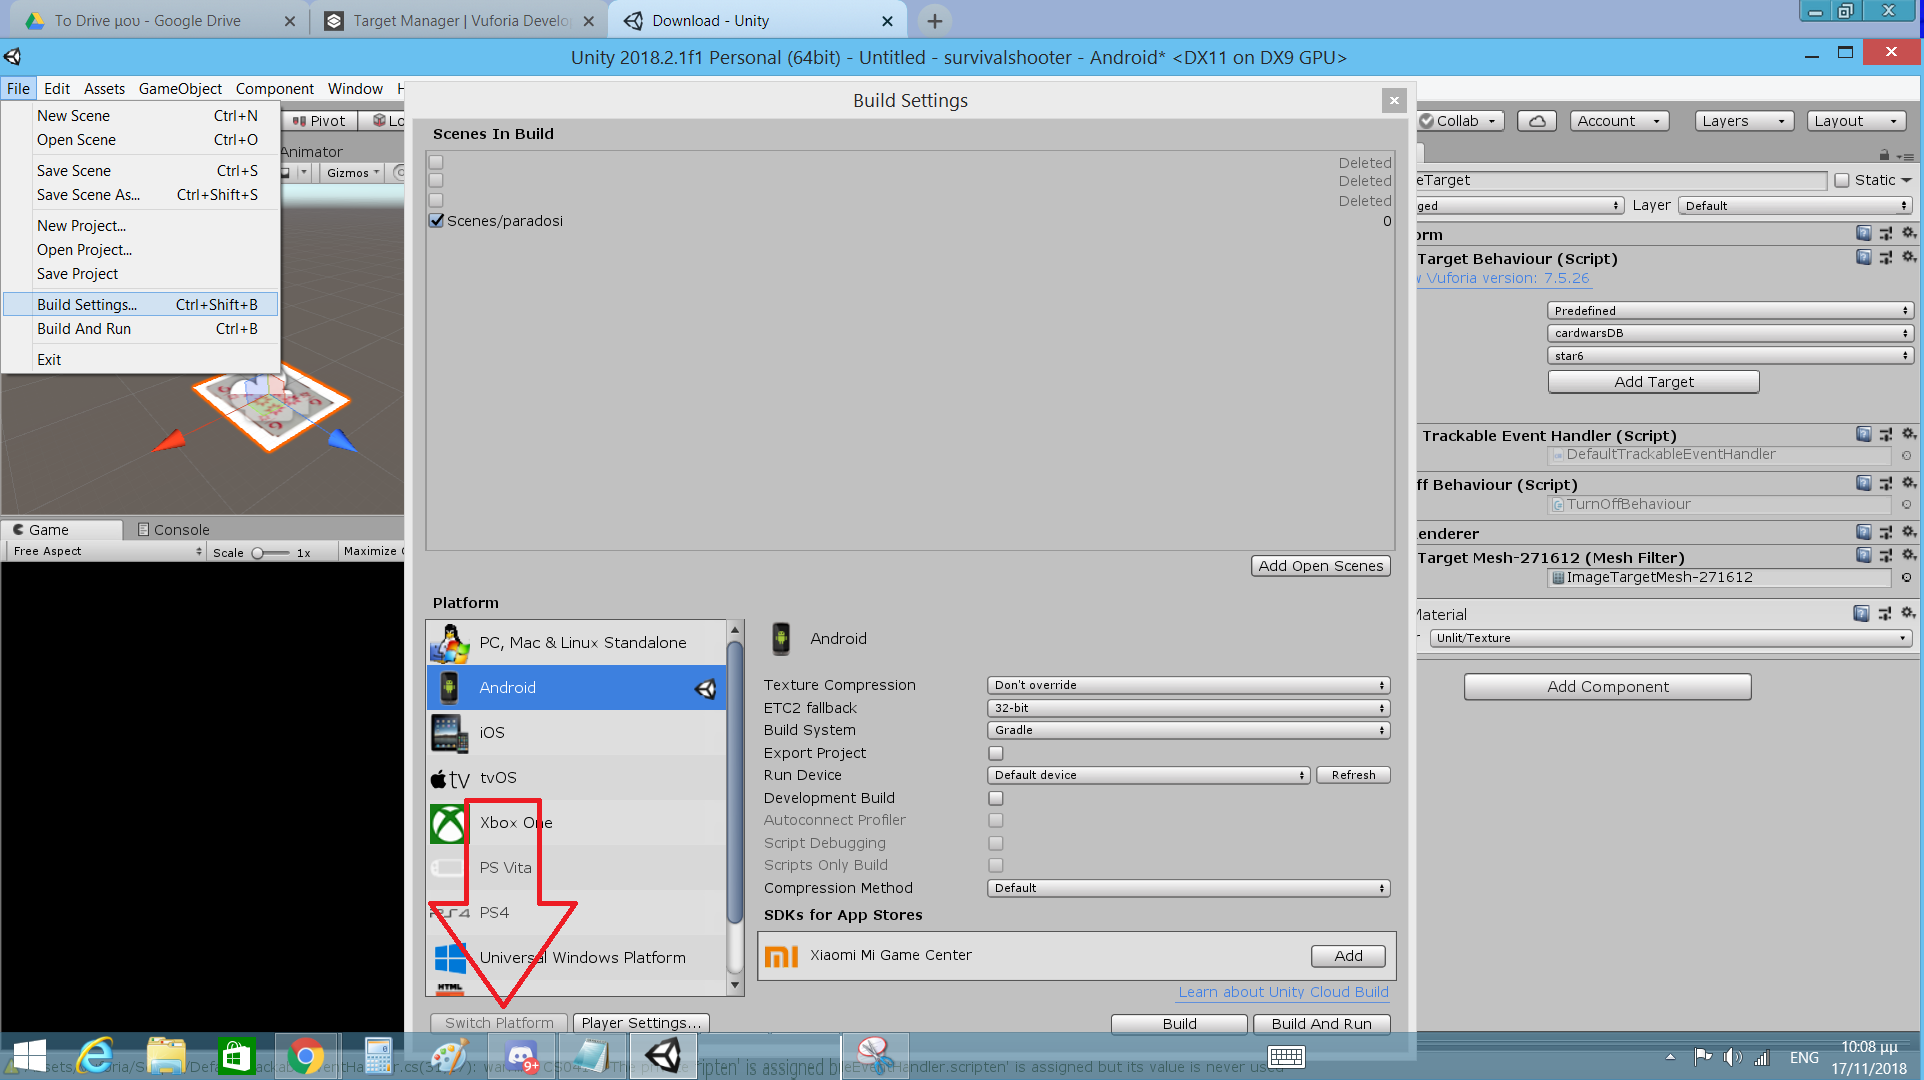 To Drive μου - Google Drive
Target Manager | Vuforia Develo
Download - Unity
Unity 2018.2.1f1 Personal (64bit) - Untitled - survivalshooter - Android* <DX11 on DX9 GPU>
File Edit Assets GameObject Component Window H
New Scene Ctrl+N
Open Scene Ctrl+O
Save Scene Ctrl+S
Save Scene As... Ctrl+Shift+S
New Project...
Open Project...
Save Project
Build Settings... Ctrl+Shift+B
Build And Run Ctrl+B
Exit
Pivot Lo
Animator
Gizmos
Game Console
Free Aspect Scale 1x Maximize
Build Settings
Scenes In Build
Deleted
Deleted
Deleted
Scenes/paradosi 0
Add Open Scenes
Platform
PC, Mac & Linux Standalone
Android
iOS
tv tvOS
Xbox One
PS Vita
PS4
Universal Windows Platform
HTML
Switch Platform Player Settings...
Android
Texture Compression Don't override
ETC2 fallback 32-bit
Build System Gradle
Export Project
Run Device Default device Refresh
Development Build
Autoconnect Profiler
Script Debugging
Scripts Only Build
Compression Method Default
SDKs for App Stores
Xiaomi Mi Game Center Add
Learn about Unity Cloud Build
Build Build And Run
Collab Account Layers Layout
eTarget Static
ged Layer Default
orm
Target Behaviour (Script)
w Vuforia version: 7.5.26
Predefined
cardwarsDB
star6
Add Target
Trackable Event Handler (Script)
DefaultTrackableEventHandler
ff Behaviour (Script)
TurnOffBehaviour
enderer
Target Mesh-271612 (Mesh Filter)
ImageTargetMesh-271612
Material
Unlit/Texture
Add Component
9+
ENG
10:08 μμ
17/11/2018